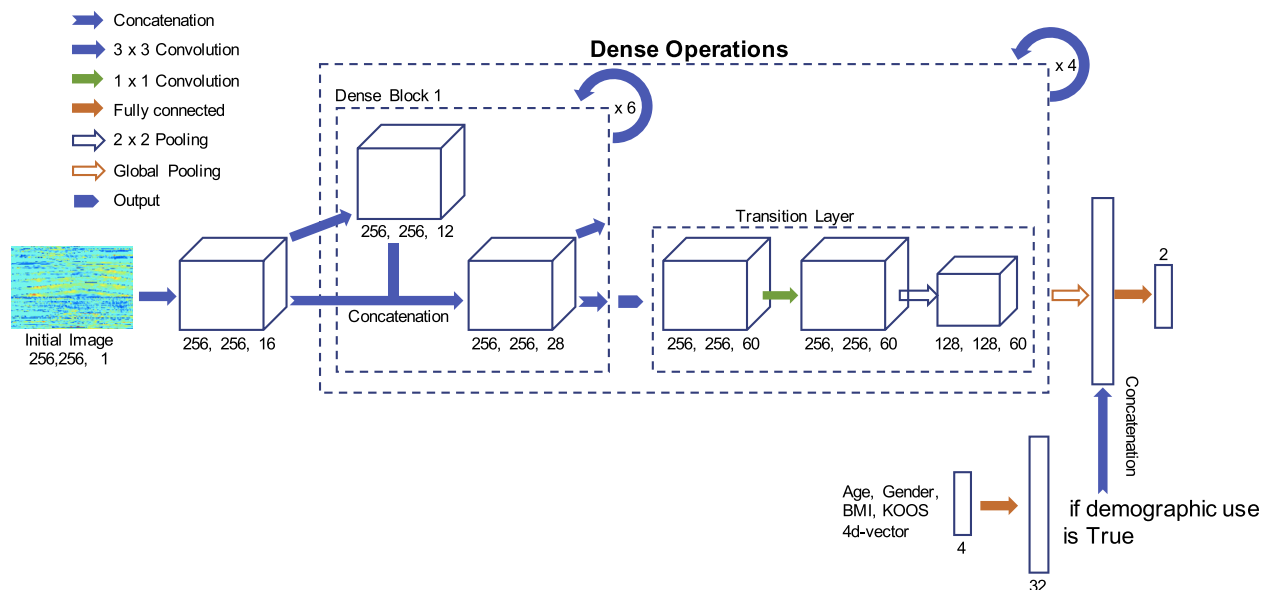 Concatenation
3 x 3 Convolution
1 x 1 Convolution
Fully connected
2 x 2 Pooling
Global Pooling
Output
Dense Operations
x 4
Dense Block 1
x 6
256, 256, 12
Transition Layer
Concatenation
Initial Image
256,256, 1
256, 256, 16
256, 256, 28
256, 256, 60
256, 256, 60
128, 128, 60
2
Concatenation
Age, Gender,
BMI, KOOS
4d-vector
4
32
if demographic use
is True